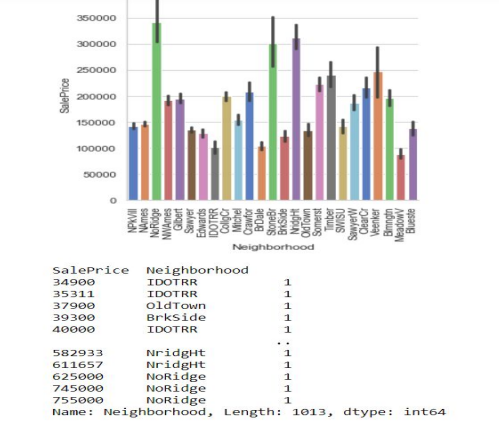 350000
300000
250000
200000
150000
100000
50000
0
SalePrice
NPKVill
NAmes
NoRidge
NWAmes
Gilbert
Sawyer
Edwards
IDOTRR
CollgCr
Mitchel
Crawfor
BrDale
StoneBr
BrkSide
NridgHt
OldTown
Somerst
Timber
SWISU
SawyerW
ClearCr
Veenker
Blmngtn
MeadowV
Blueste
Neighborhood
SalePrice Neighborhood
34900 IDOTRR 1
35311 IDOTRR 1
37900 OldTown 1
39300 BrkSide 1
40000 IDOTRR 1
..
582933 NridgHt 1
611657 NridgHt 1
625000 NoRidge 1
745000 NoRidge 1
755000 NoRidge 1
Name: Neighborhood, Length: 1013, dtype: int64